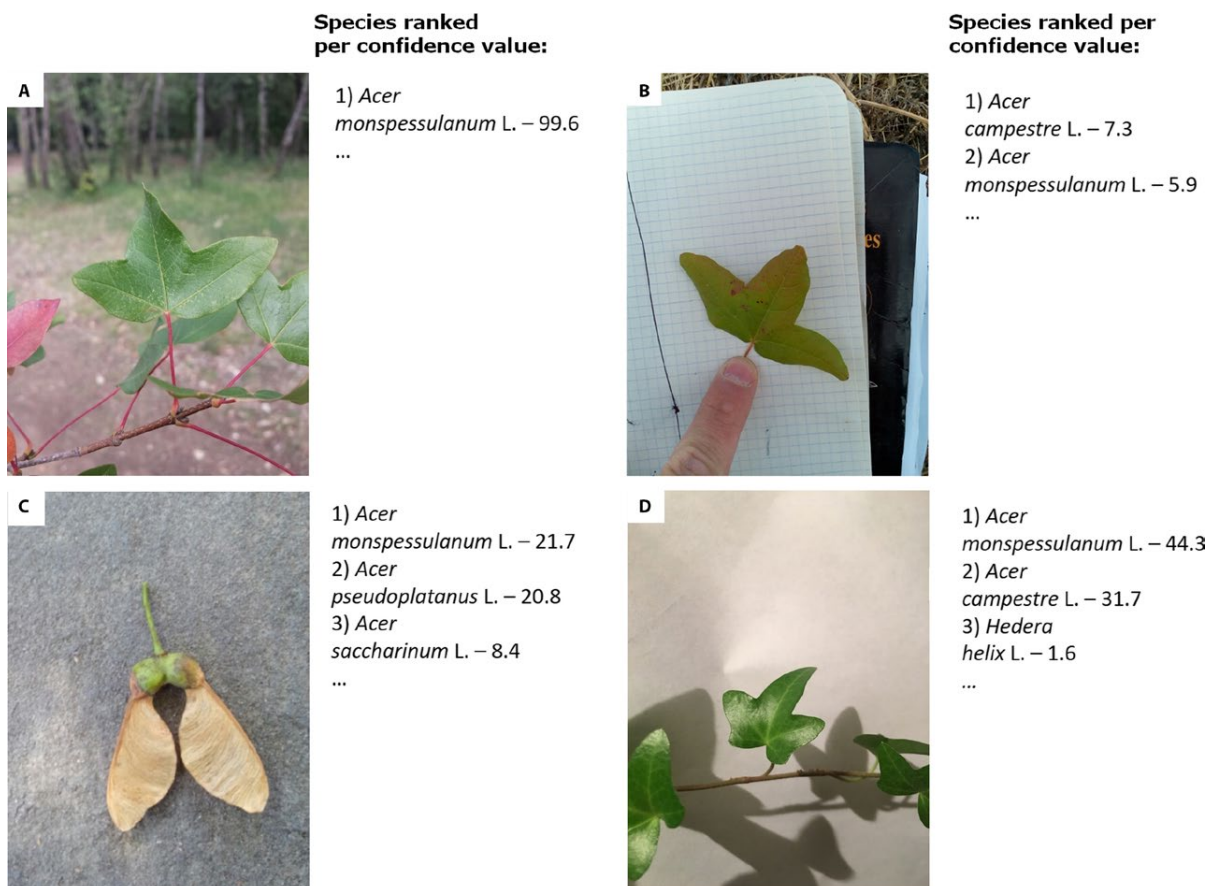 Species ranked
per confidence value:
Species ranked per
confidence value:
A
1) Acer
monspessulanum L. – 99.6
...
B
1) Acer
campestre L. – 7.3
2) Acer
monspessulanum L. – 5.9
...
es
C
1) Acer
monspessulanum L. – 21.7
2) Acer
pseudoplatanus L. – 20.8
3) Acer
saccharinum L. – 8.4
...
D
1) Acer
monspessulanum L. – 44.3
2) Acer
campestre L. – 31.7
3) Hedera
helix L. – 1.6
...